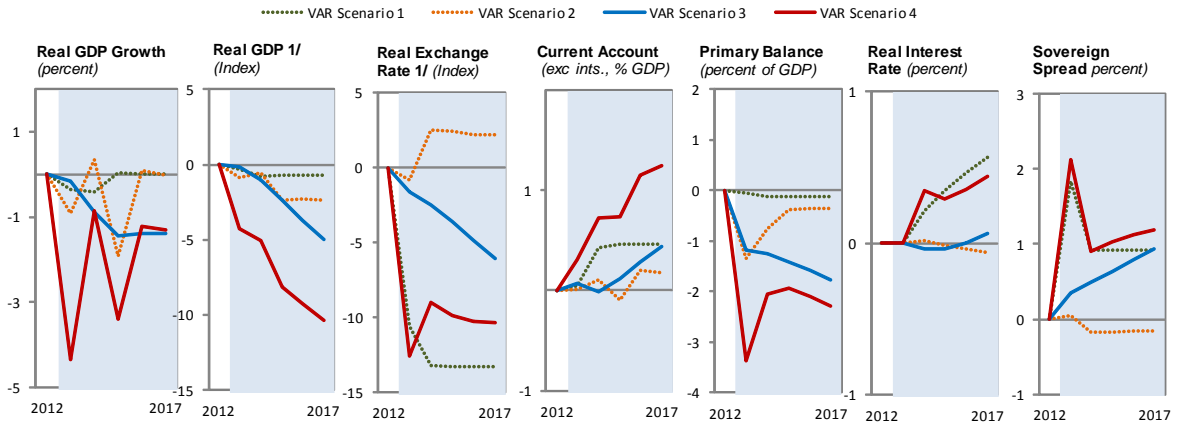 VAR Scenario 1 VAR Scenario 2 VAR Scenario 3 VAR Scenario 4
Real GDP Growth
(percent)
1
-1
-3
-5
2012 2017
Real GDP 1/
(Index)
5
0
-5
-10
-15
2012 2017
Real Exchange
Rate 1/ (Index)
5
0
-5
-10
-15
2012 2017
Current Account
(exc ints., % GDP)
1
-1
2012 2017
Primary Balance
(percent of GDP)
2
1
0
-1
-2
-3
-4
2012 2017
Real Interest
Rate (percent)
1
0
-1
2012 2017
Sovereign
Spread percent)
3
2
1
0
-1
2012 2017